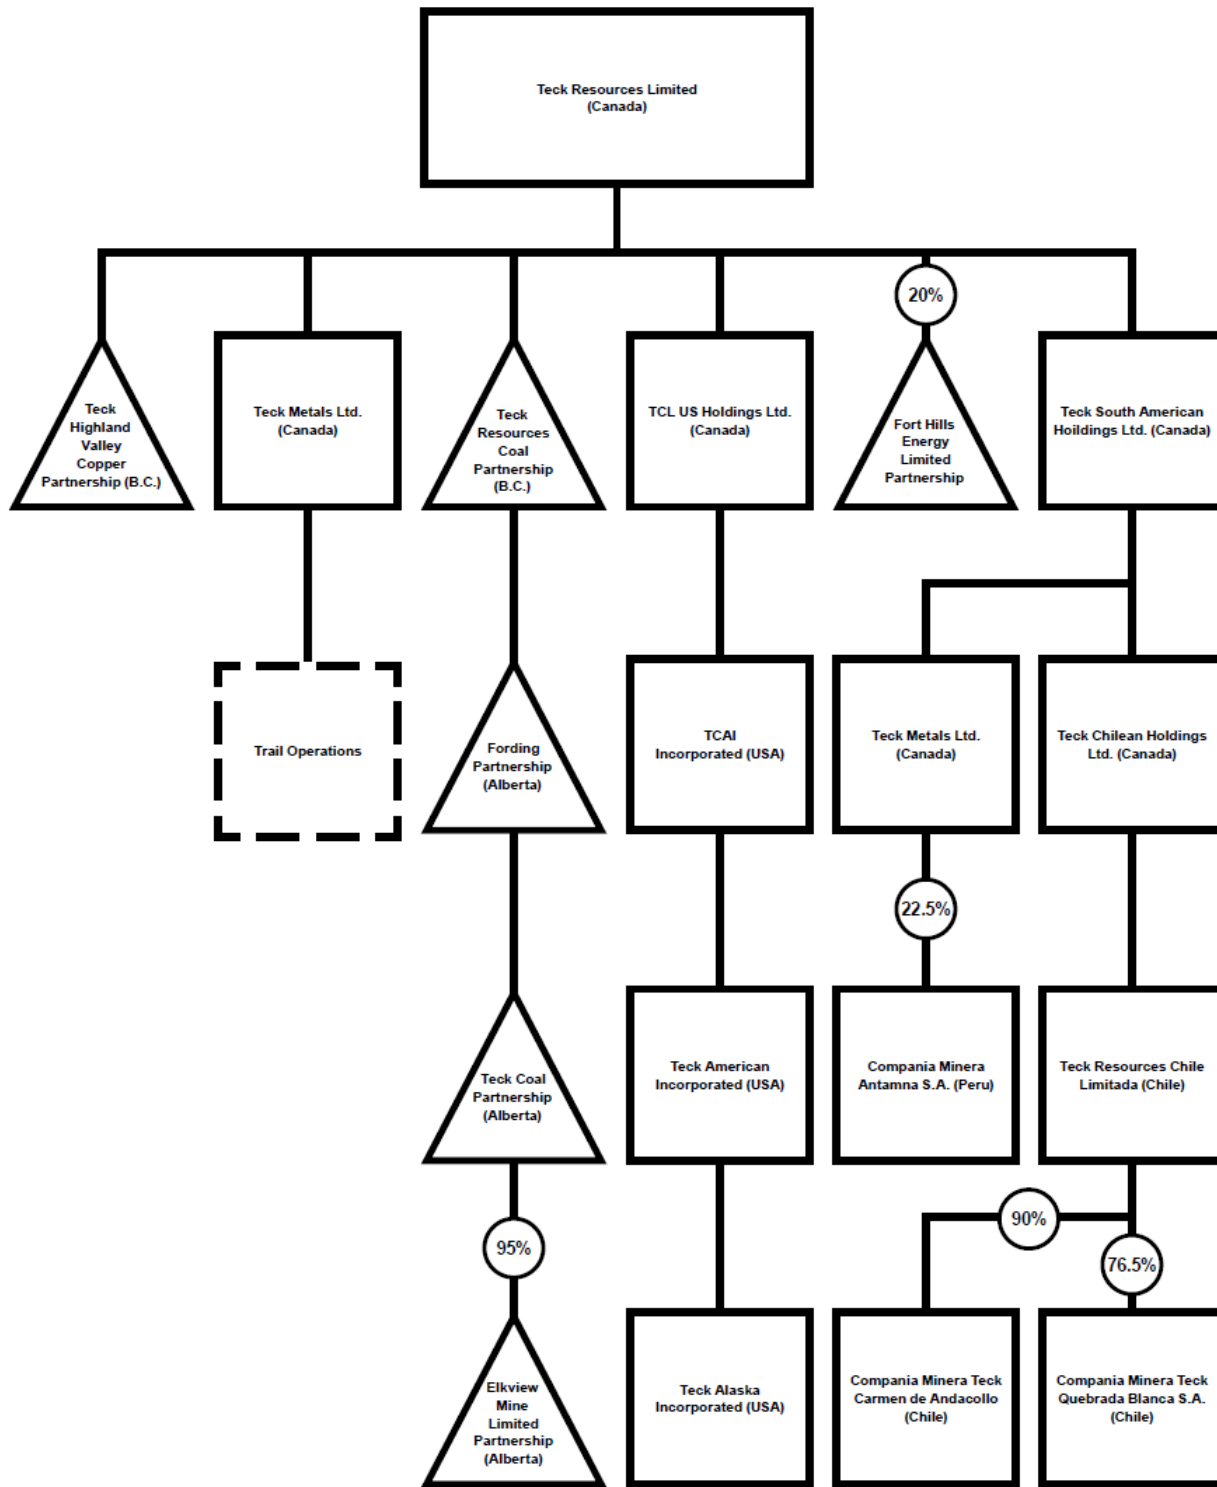 Teck Resources Limited
(Canada)
20%
Teck
Highland
Valley
Copper
Partnership (B.C.)
Teck Metals Ltd.
(Canada)
Teck
Resources
Coal
Partnership
(B.C.)
TCL US Holdings Ltd.
(Canada)
Fort Hills
Energy
Limited
Partnership
Teck South American
Hoildings Ltd. (Canada)
Trail Operations
Fording
Partnership
(Alberta)
TCAI
Incorporated (USA)
Teck Metals Ltd.
(Canada)
Teck Chilean Holdings
Ltd. (Canada)
22.5%
Teck Coal
Partnership
(Alberta)
Teck American
Incorporated (USA)
Compania Minera
Antamna S.A. (Peru)
Teck Resources Chile
Limitada (Chile)
95%
90%
76.5%
Elkview
Mine
Limited
Partnership
(Alberta)
Teck Alaska
Incorporated (USA)
Compania Minera Teck
Carmen de Andacollo
(Chile)
Compania Minera Teck
Quebrada Blanca S.A.
(Chile)